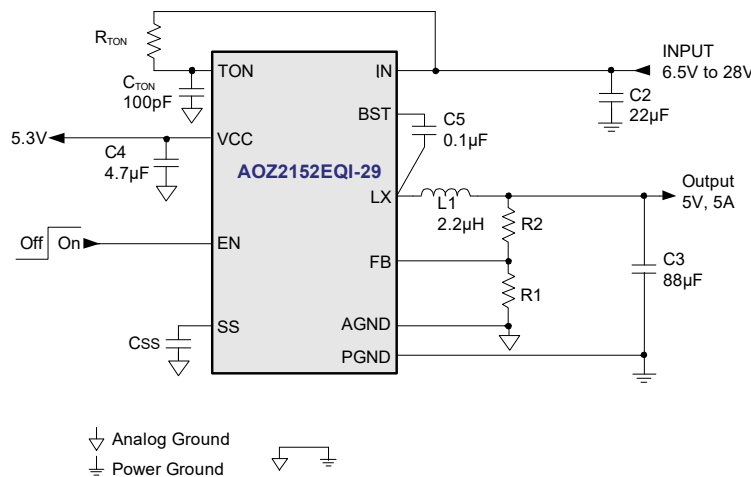 RTON
TON
IN
INPUT
6.5V to 28V
CTON
100pF
C2
22µF
BST
C5
0.1µF
5.3V
VCC
C4
4.7µF
AOZ2152EQI-29
LX
L1
2.2µH
Output
5V, 5A
R2
Off
On
EN
FB
C3
88µF
R1
SS
CSS
AGND
PGND
Analog Ground
Power Ground